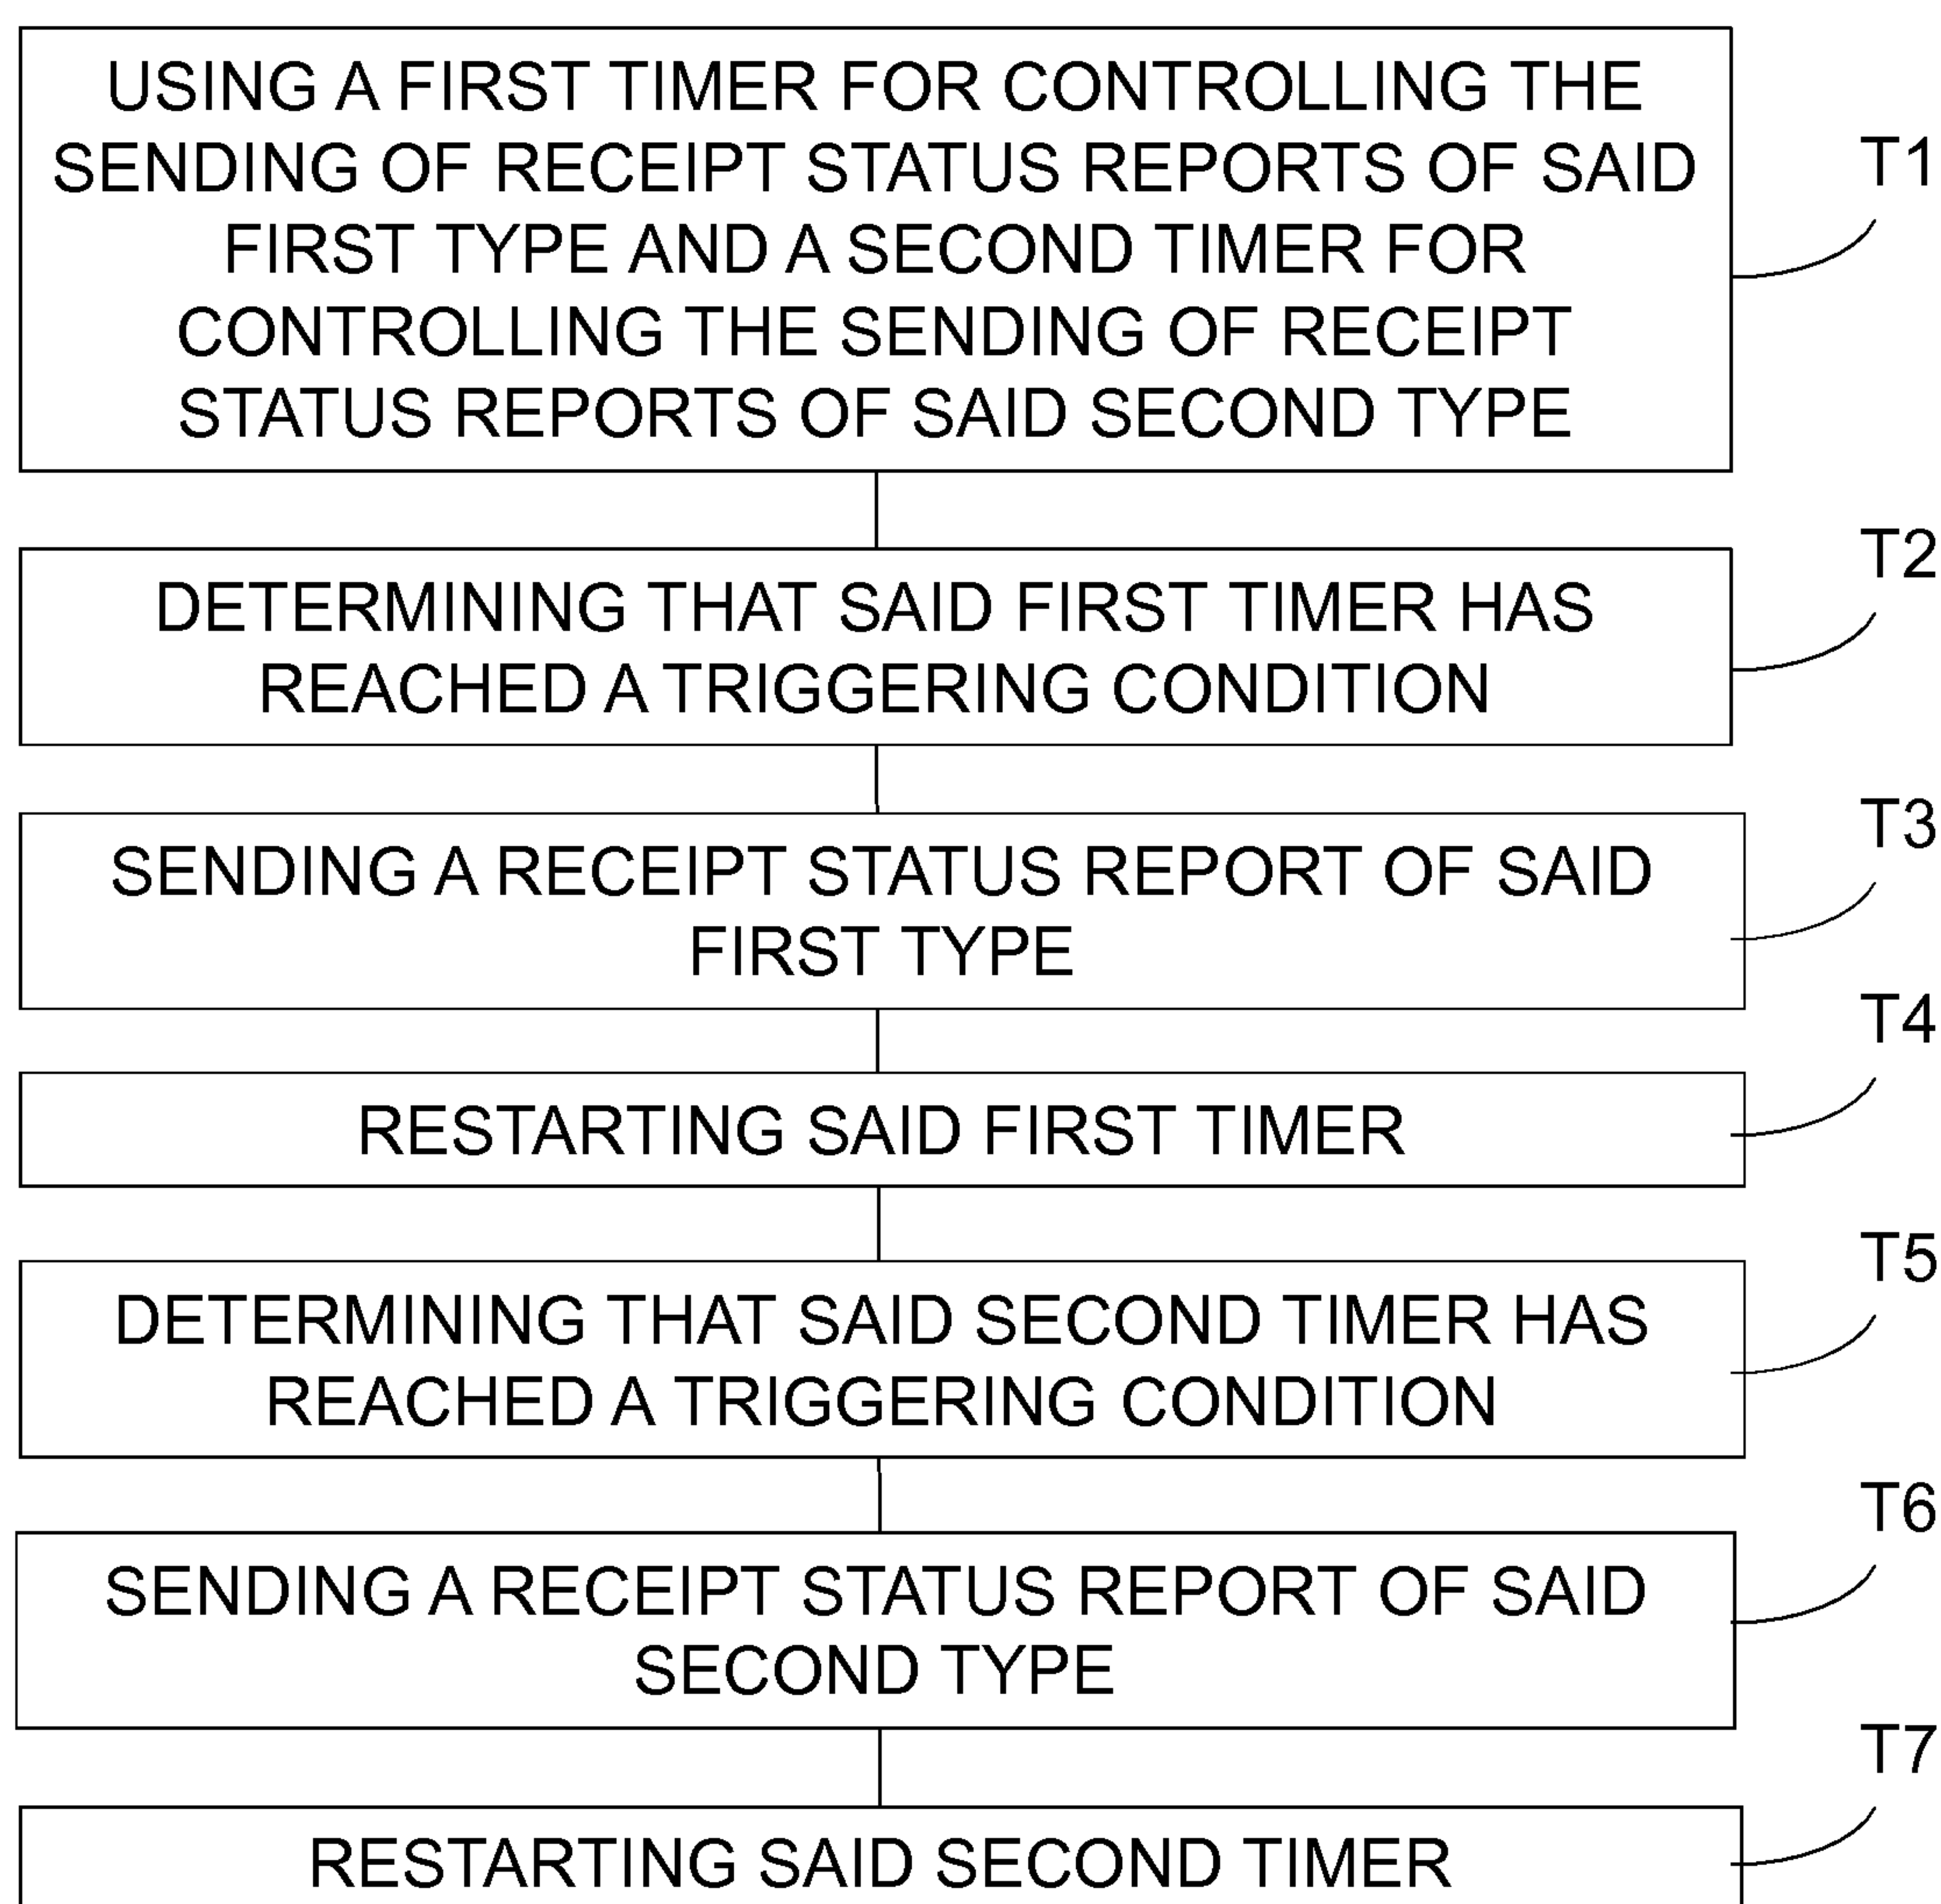 USING A FIRST TIMER FOR CONTROLLING THE
SENDING OF RECEIPT STATUS REPORTS OF SAID
FIRST TYPE AND A SECOND TIMER FOR
CONTROLLING THE SENDING OF RECEIPT
STATUS REPORTS OF SAID SECOND TYPE
T1
DETERMINING THAT SAID FIRST TIMER HAS
REACHED A TRIGGERING CONDITION
T2
SENDING A RECEIPT STATUS REPORT OF SAID
FIRST TYPE
T3
RESTARTING SAID FIRST TIMER
T4
DETERMINING THAT SAID SECOND TIMER HAS
REACHED A TRIGGERING CONDITION
T5
SENDING A RECEIPT STATUS REPORT OF SAID
SECOND TYPE
T6
RESTARTING SAID SECOND TIMER
T7